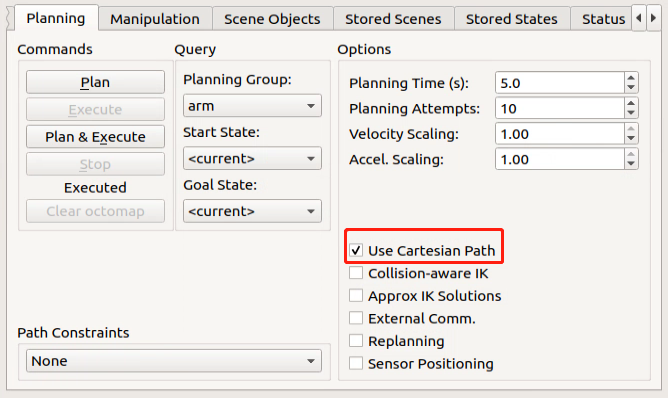 Planning
Manipulation
Scene Objects
Stored Scenes
Stored States
Status
Commands
Query
Options
Plan
Execute
Plan & Execute
Stop
Executed
Clear octomap
Planning Group:
arm
Start State:
<current>
Goal State:
<current>
Planning Time (s): 5.0
Planning Attempts: 10
Velocity Scaling: 1.00
Accel. Scaling: 1.00
Use Cartesian Path
Collision-aware IK
Approx IK Solutions
External Comm.
Replanning
Sensor Positioning
Path Constraints
None